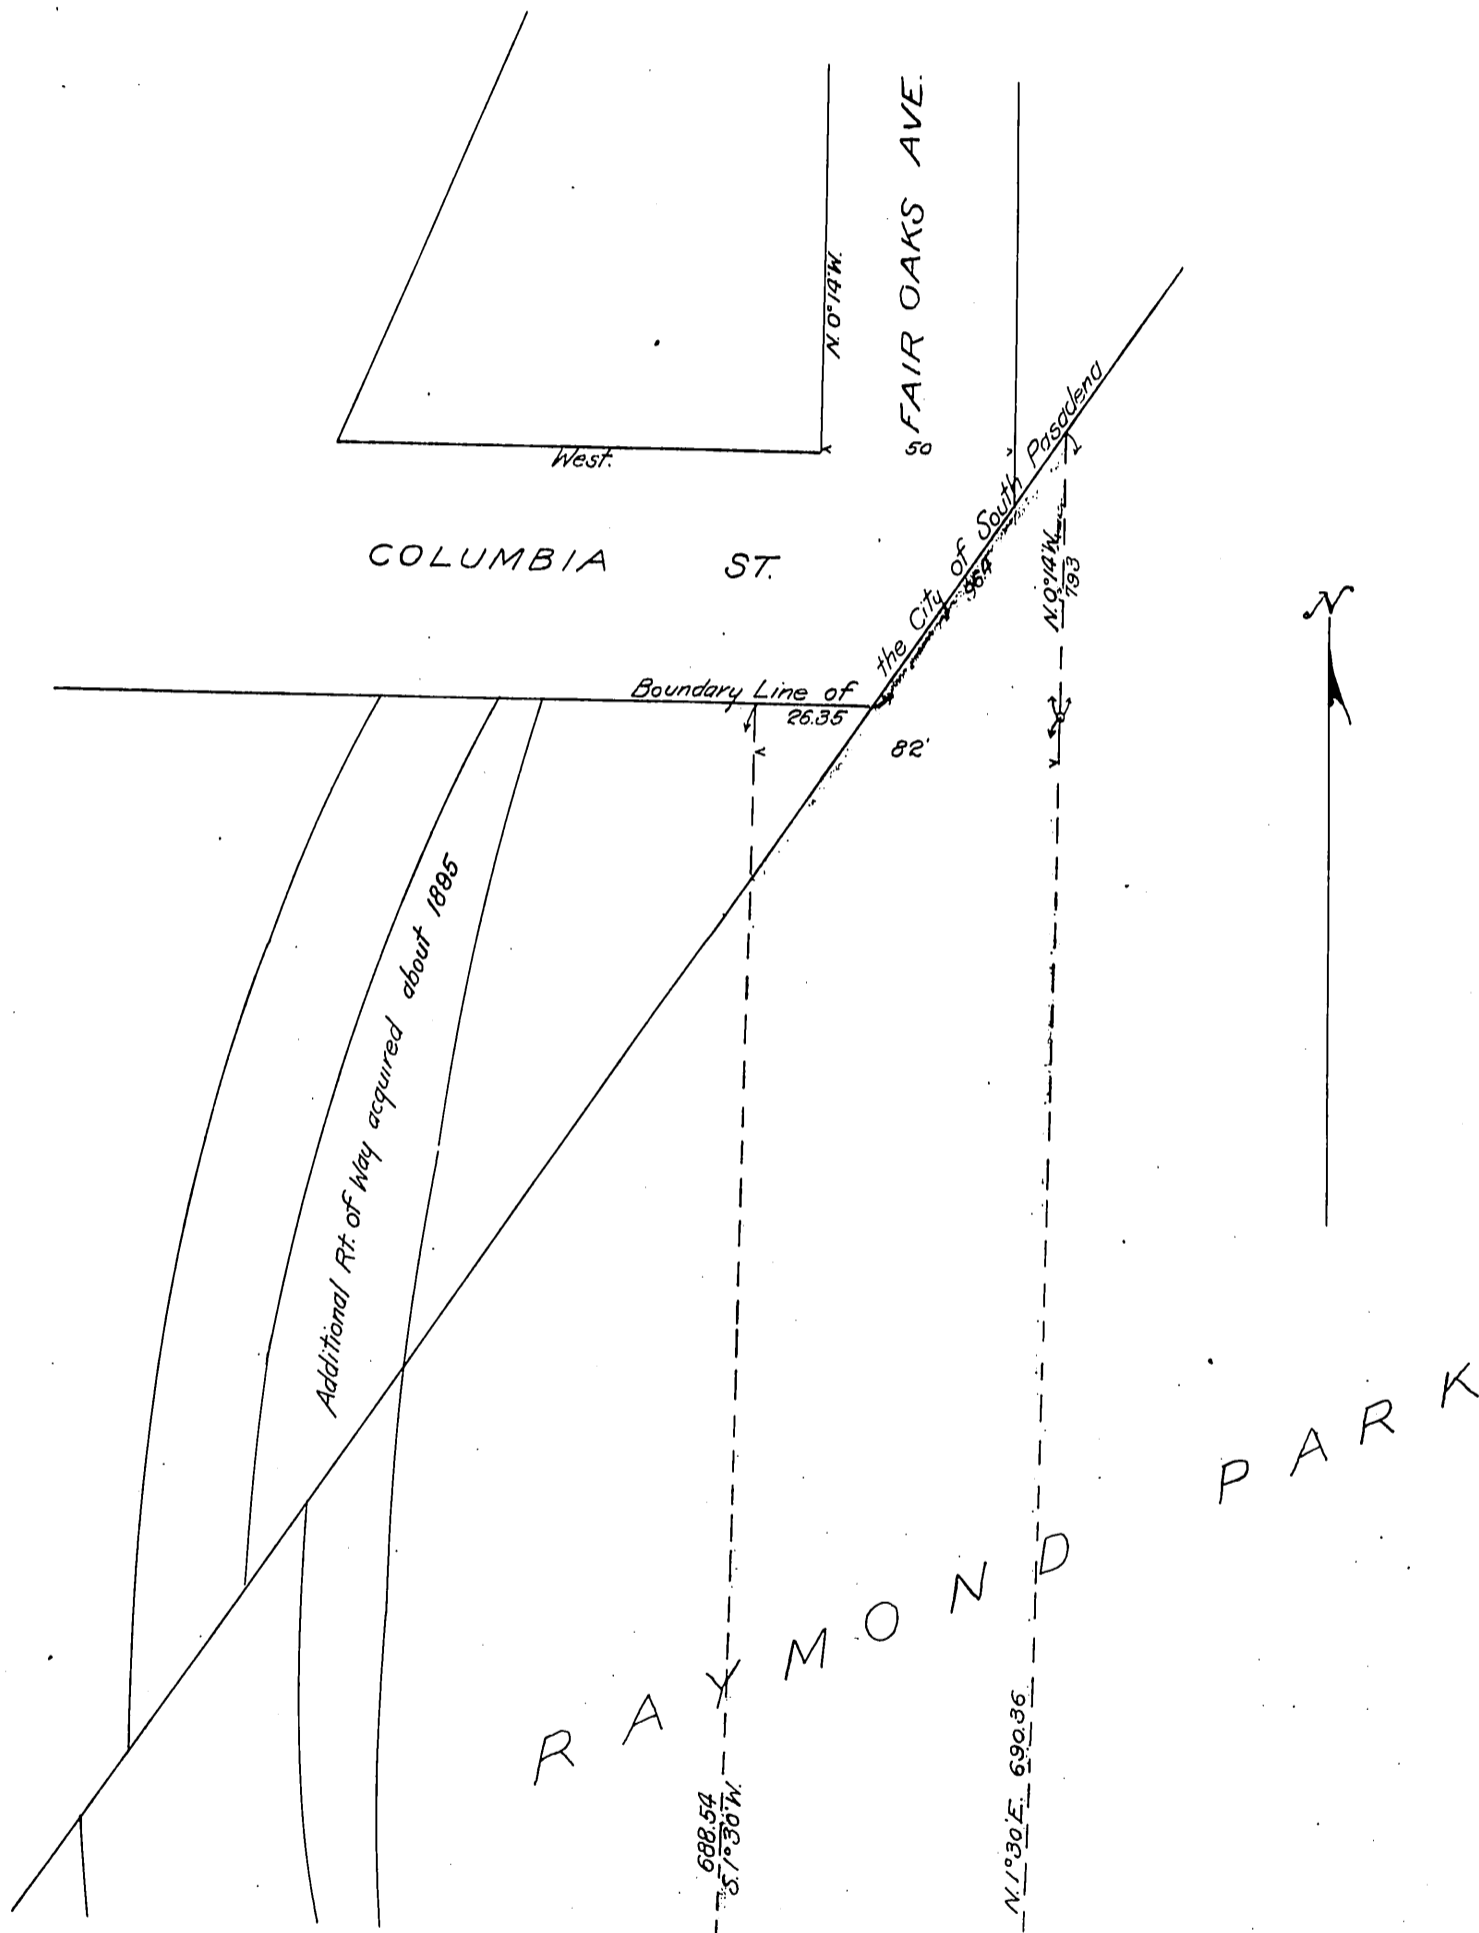 FAIR OAKS AVE.
N. 0°14'W.
50
West.
COLUMBIA ST.
Boundary Line of the City of South Pasadena
26.35
82'
N. 0°14'W.
793
N
Additional Rt. of Way acquired about 1895
RAYMOND PARK
688.54
S. 1°30'W.
N. 1°30'E. 690.36